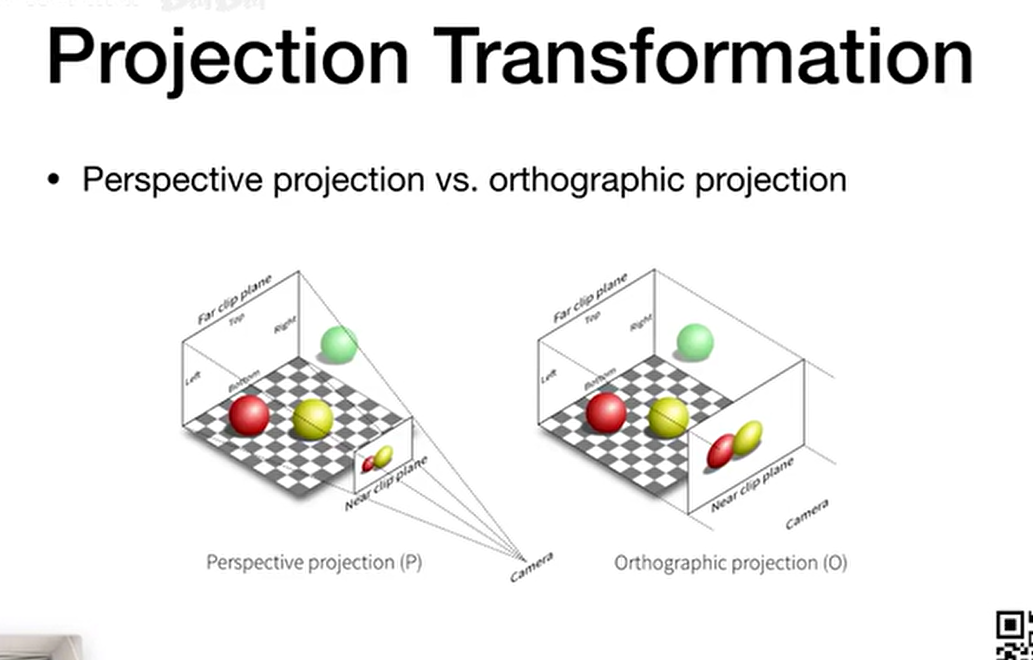 Projection Transformation
• Perspective projection vs. orthographic projection
Far clip plane
Top
Right
Left
Bottom
Near clip plane
Camera
Perspective projection (P)
Far clip plane
Top
Right
Left
Bottom
Near clip plane
Camera
Orthographic projection (O)